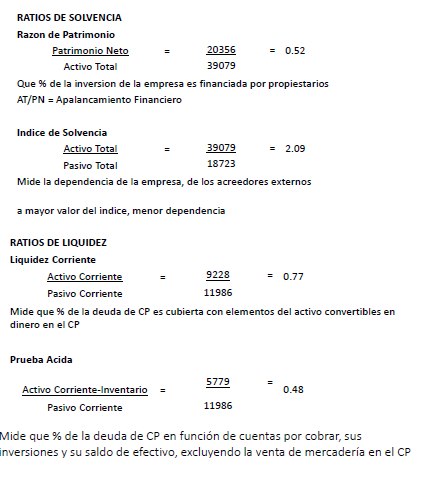 RATIOS DE SOLVENCIA
Razon de Patrimonio
Patrimonio Neto = 20356 = 0.52
Activo Total 39079
Que % de la inversion de la empresa es financiada por propiestarios
AT/PN = Apalancamiento Financiero
Indice de Solvencia
Activo Total = 39079 = 2.09
Pasivo Total 18723
Mide la dependencia de la empresa, de los acreedores externos
a mayor valor del indice, menor dependencia
RATIOS DE LIQUIDEZ
Liquidez Corriente
Activo Corriente = 9228 = 0.77
Pasivo Corriente 11986
Mide que % de la deuda de CP es cubierta con elementos del activo convertibles en
dinero en el CP
Prueba Acida
Activo Corriente-Inventario = 5779 = 0.48
Pasivo Corriente 11986
Mide que % de la deuda de CP en función de cuentas por cobrar, sus
inversiones y su saldo de efectivo, excluyendo la venta de mercadería en el CP